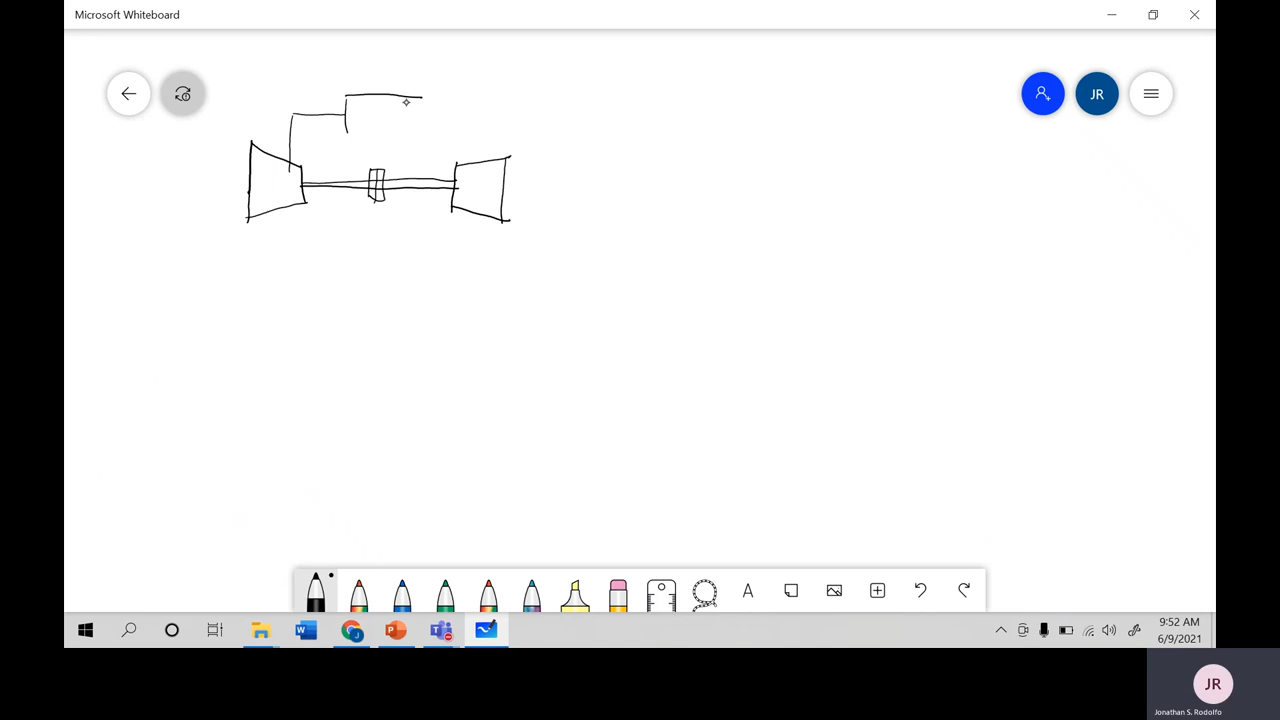 Microsoft Whiteboard
JR
A
9:52 AM
6/9/2021
JR
Jonathan S. Rodolfo